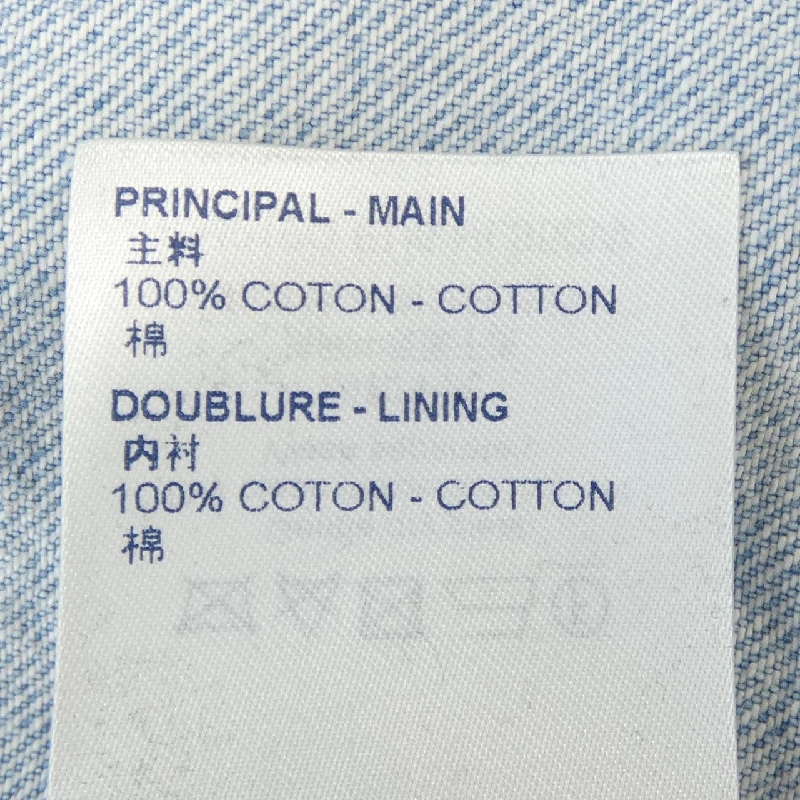 PRINCIPAL - MAIN
主料
100% COTON - COTTON
棉
DOUBLURE - LINING
内衬
100% COTON - COTTON
棉